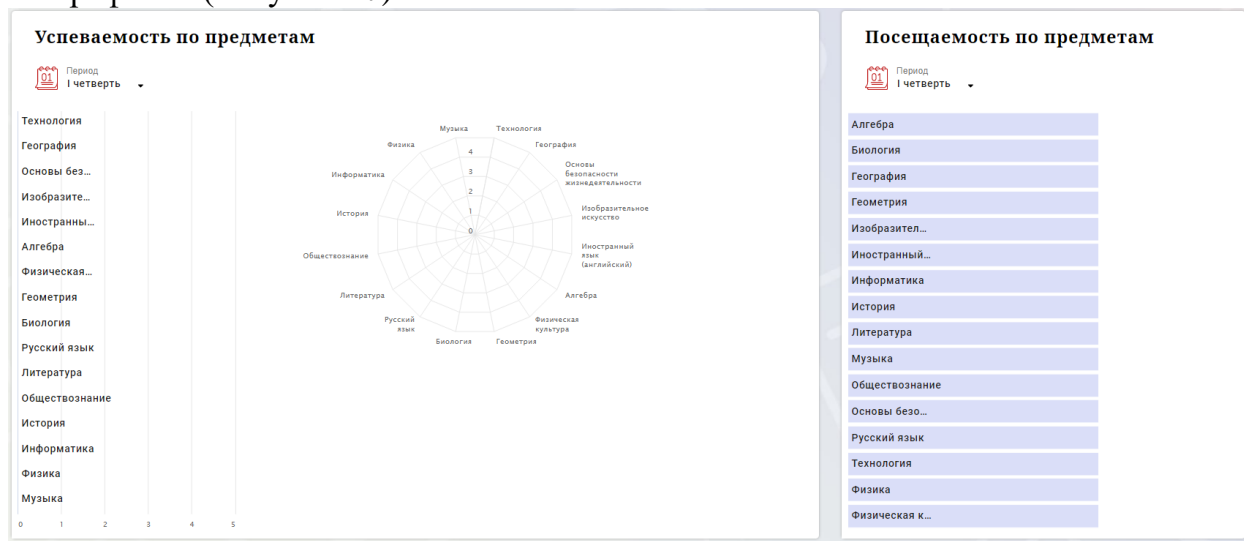 Успеваемость по предметам
Период
I четверть
Технология
География
Основы без...
Изобразите...
Иностранны...
Алгебра
Физическая...
Геометрия
Биология
Русский язык
Литература
Обществознание
История
Информатика
Физика
Музыка
0 1 2 3 4 5
Музыка
Технология
География
Основы
безопасности
жизнедеятельности
Изобразительное
искусство
Иностранный
язык
(английский)
Алгебра
Физическая
культура
Геометрия
Биология
Русский
язык
Литература
Обществознание
История
Информатика
Физика
4
3
2
1
0
Посещаемость по предметам
Период
I четверть
Алгебра
Биология
География
Геометрия
Изобразител...
Иностранный...
Информатика
История
Литература
Музыка
Обществознание
Основы безо...
Русский язык
Технология
Физика
Физическая к...